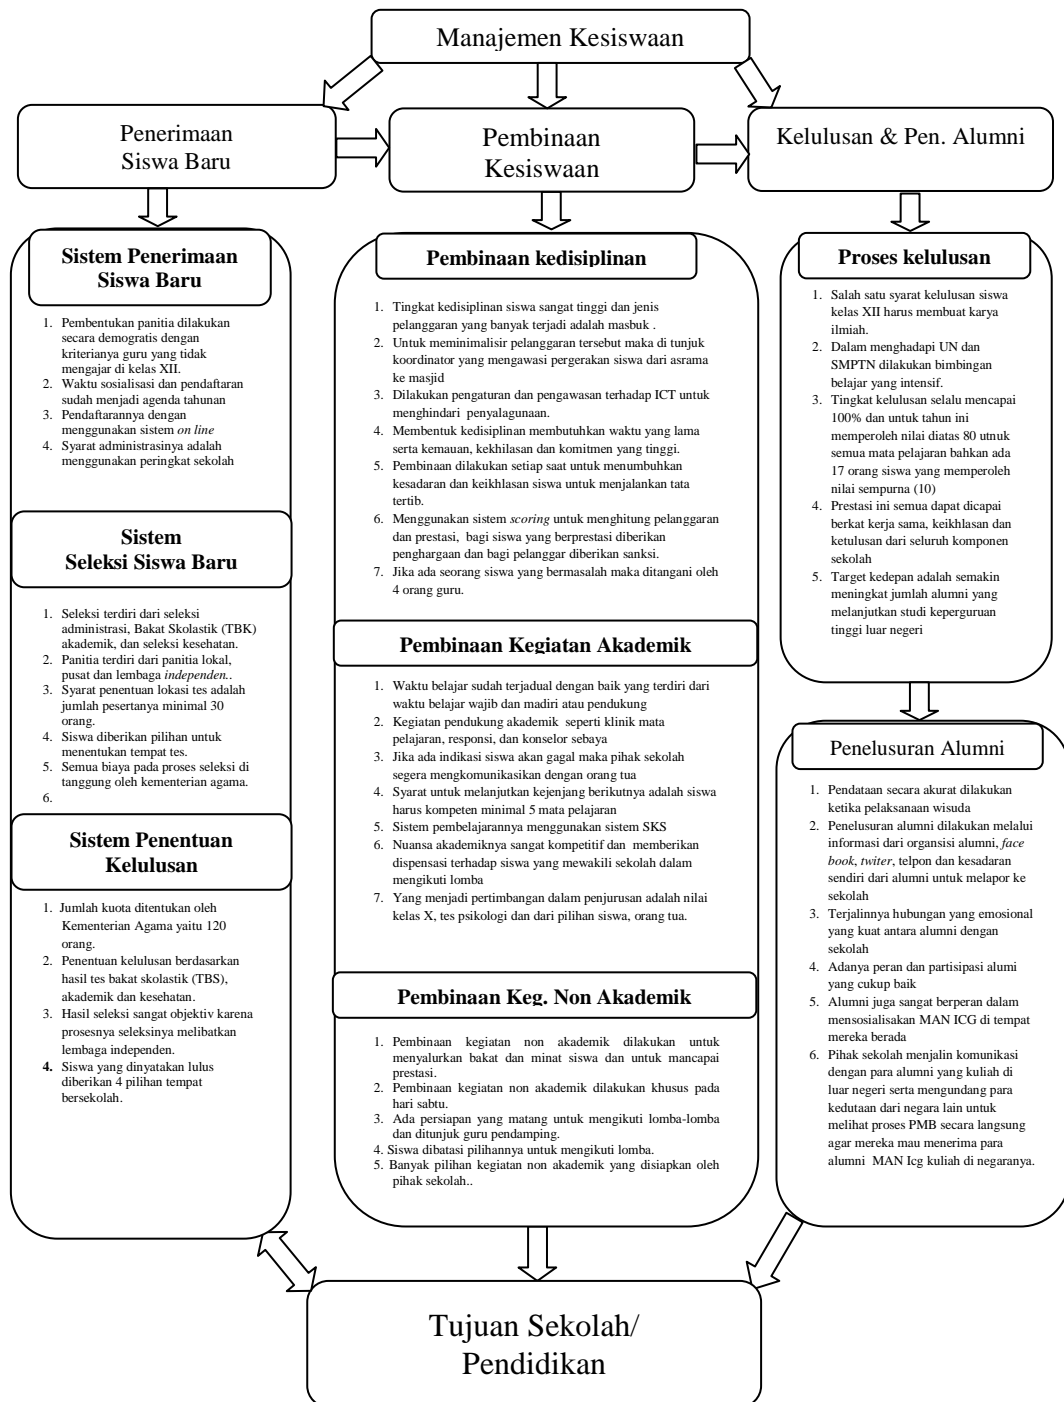 Manajemen Kesiswaan
Penerimaan
Siswa Baru
Pembinaan
Kesiswaan
Kelulusan & Pen. Alumni
Sistem Penerimaan
Siswa Baru
1. Pembentukan panitia dilakukan
secara demogratis dengan
kriterianya guru yang tidak
mengajar di kelas XII.
2. Waktu sosialisasi dan pendaftaran
sudah menjadi agenda tahunan
3. Pendaftarannya dengan
menggunakan sistem on line
4. Syarat administrasinya adalah
menggunakan peringkat sekolah
Sistem
Seleksi Siswa Baru
1. Seleksi terdiri dari seleksi
administrasi, Bakat Skolastik (TBK)
akademik, dan seleksi kesehatan.
2. Panitia terdiri dari panitia lokal,
pusat dan lembaga independen..
3. Syarat penentuan lokasi tes adalah
jumlah pesertanya minimal 30
orang.
4. Siswa diberikan pilihan untuk
menentukan tempat tes.
5. Semua biaya pada proses seleksi di
tanggung oleh kementerian agama.
6.
Sistem Penentuan
Kelulusan
1. Jumlah kuota ditentukan oleh
Kementerian Agama yaitu 120
orang.
2. Penentuan kelulusan berdasarkan
hasil tes bakat skolastik (TBS),
akademik dan kesehatan.
3. Hasil seleksi sangat objektiv karena
prosesnya seleksinya melibatkan
lembaga independen.
4. Siswa yang dinyatakan lulus
diberikan 4 pilihan tempat
bersekolah.
Pembinaan kedisiplinan
1. Tingkat kedisiplinan siswa sangat tinggi dan jenis
pelanggaran yang banyak terjadi adalah masbuk .
2. Untuk meminimalisir pelanggaran tersebut maka di tunjuk
koordinator yang mengawasi pergerakan siswa dari asrama
ke masjid
3. Dilakukan pengaturan dan pengawasan terhadap ICT untuk
menghindari penyalagunaan.
4. Membentuk kedisiplinan membutuhkan waktu yang lama
serta kemauan, kekhilasan dan komitmen yang tinggi.
5. Pembinaan dilakukan setiap saat untuk menumbuhkan
kesadaran dan keikhlasan siswa untuk menjalankan tata
tertib.
6. Menggunakan sistem scoring untuk menghitung pelanggaran
dan prestasi, bagi siswa yang berprestasi diberikan
penghargaan dan bagi pelanggar diberikan sanksi.
7. Jika ada seorang siswa yang bermasalah maka ditangani oleh
4 orang guru.
Pembinaan Kegiatan Akademik
1. Waktu belajar sudah terjadual dengan baik yang terdiri dari
waktu belajar wajib dan madiri atau pendukung
2. Kegiatan pendukung akademik seperti klinik mata
pelajaran, responsi, dan konselor sebaya
3. Jika ada indikasi siswa akan gagal maka pihak sekolah
segera mengkomunikasikan dengan orang tua
4. Syarat untuk melanjutkan kejenjang berikutnya adalah siswa
harus kompeten minimal 5 mata pelajaran
5. Sistem pembelajarannya menggunakan sistem SKS
6. Nuansa akademiknya sangat kompetitif dan memberikan
dispensasi terhadap siswa yang mewakili sekolah dalam
mengikuti lomba
7. Yang menjadi pertimbangan dalam penjurusan adalah nilai
kelas X, tes psikologi dan dari pilihan siswa, orang tua.
Pembinaan Keg. Non Akademik
1. Pembinaan kegiatan non akademik dilakukan untuk
menyalurkan bakat dan minat siswa dan untuk mancapai
prestasi.
2. Pembinaan kegiatan non akademik dilakukan khusus pada
hari sabtu.
3. Ada persiapan yang matang untuk mengikuti lomba-lomba
dan ditunjuk guru pendamping.
4. Siswa dibatasi pilihannya untuk mengikuti lomba.
5. Banyak pilihan kegiatan non akademik yang disiapkan oleh
pihak sekolah..
Proses kelulusan
1. Salah satu syarat kelulusan siswa
kelas XII harus membuat karya
ilmiah.
2. Dalam menghadapi UN dan
SMPTN dilakukan bimbingan
belajar yang intensif.
3. Tingkat kelulusan selalu mencapai
100% dan untuk tahun ini
memperoleh nilai diatas 80 utnuk
semua mata pelajaran bahkan ada
17 orang siswa yang memperoleh
nilai sempurna (10)
4. Prestasi ini semua dapat dicapai
berkat kerja sama, keikhlasan dan
ketulusan dari seluruh komponen
sekolah
5. Target kedepan adalah semakin
meningkat jumlah alumni yang
melanjutkan studi keperguruan
tinggi luar negeri
Penelusuran Alumni
1. Pendataan secara akurat dilakukan
ketika pelaksanaan wisuda
2. Penelusuran alumni dilakukan melalui
informasi dari organsisi alumni, face
book, twiter, telpon dan kesadaran
sendiri dari alumni untuk melapor ke
sekolah
3. Terjalinnya hubungan yang emosional
yang kuat antara alumni dengan
sekolah
4. Adanya peran dan partisipasi alumi
yang cukup baik
5. Alumni juga sangat berperan dalam
mensosialisakan MAN ICG di tempat
mereka berada
6. Pihak sekolah menjalin komunikasi
dengan para alumni yang kuliah di
luar negeri serta mengundang para
kedutaan dari negara lain untuk
melihat proses PMB secara langsung
agar mereka mau menerima para
alumni MAN Icg kuliah di negaranya.
Tujuan Sekolah/
Pendidikan